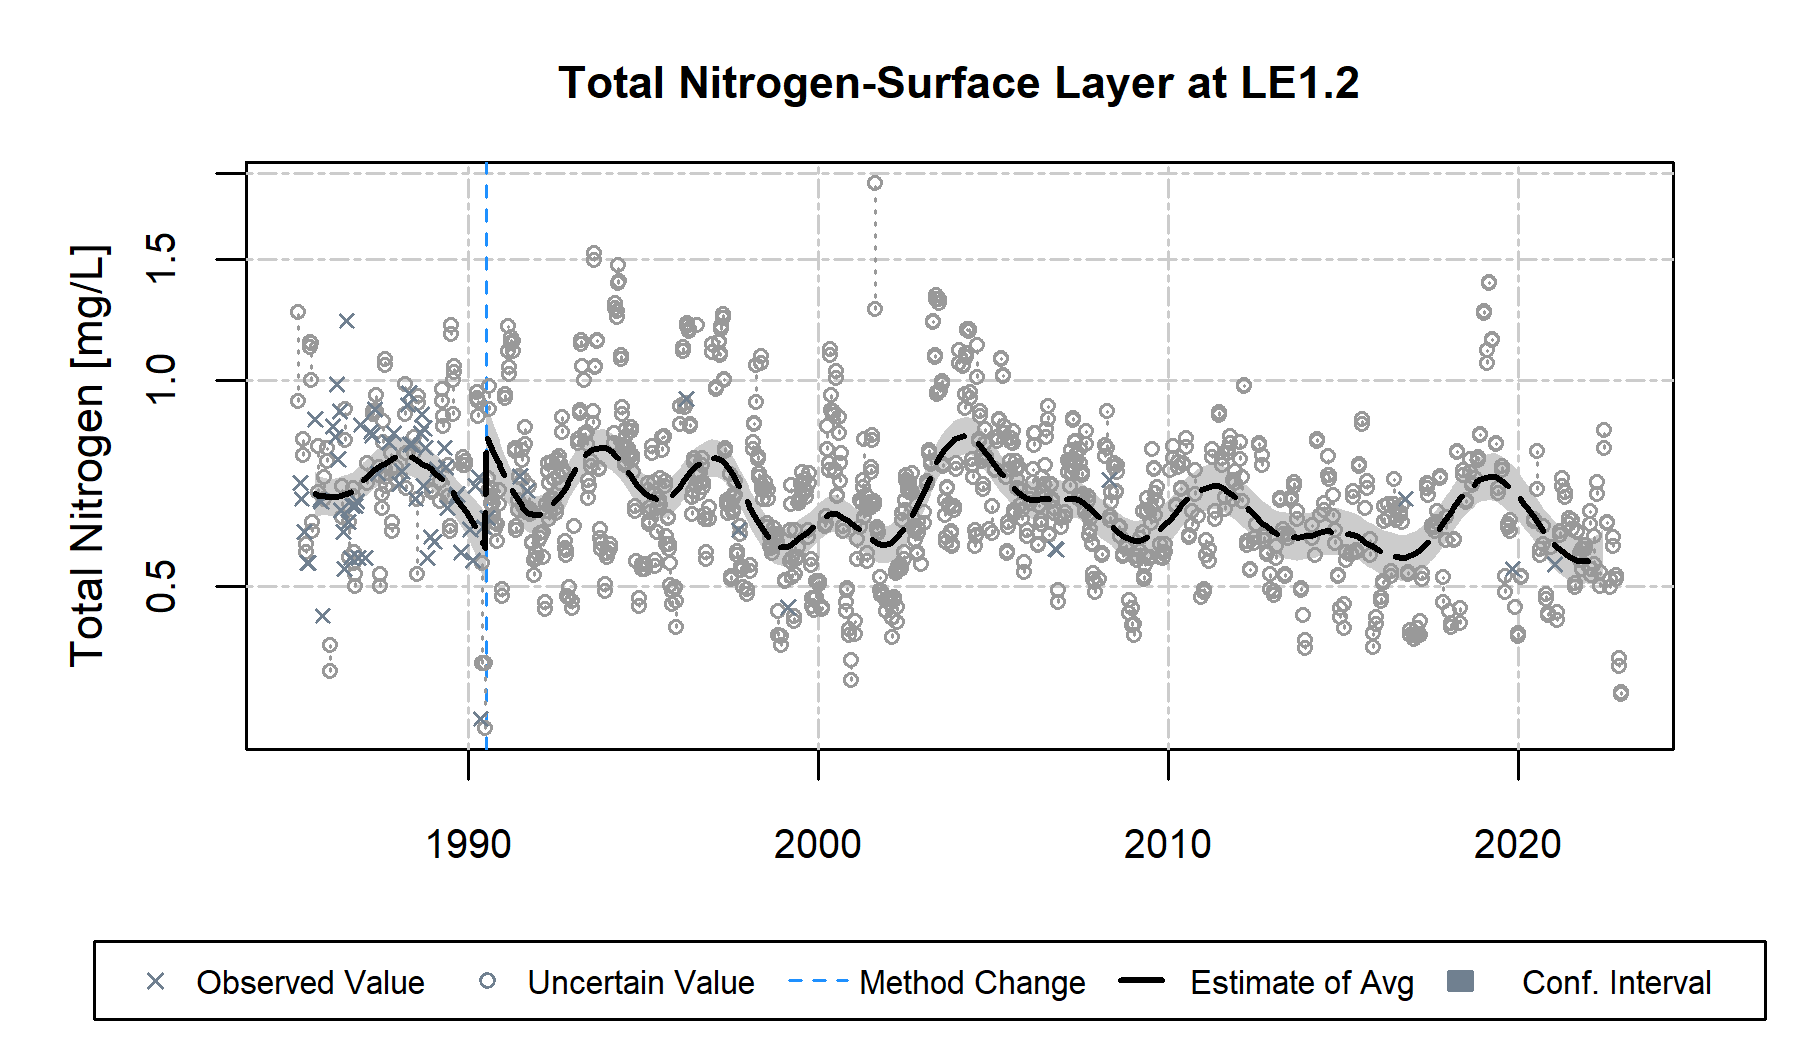 Total Nitrogen-Surface Layer at LE1.2
Total Nitrogen [mg/L]
1.5
1.0
0.5
1990 2000 2010 2020
Observed Value Uncertain Value Method Change Estimate of Avg Conf. Interval